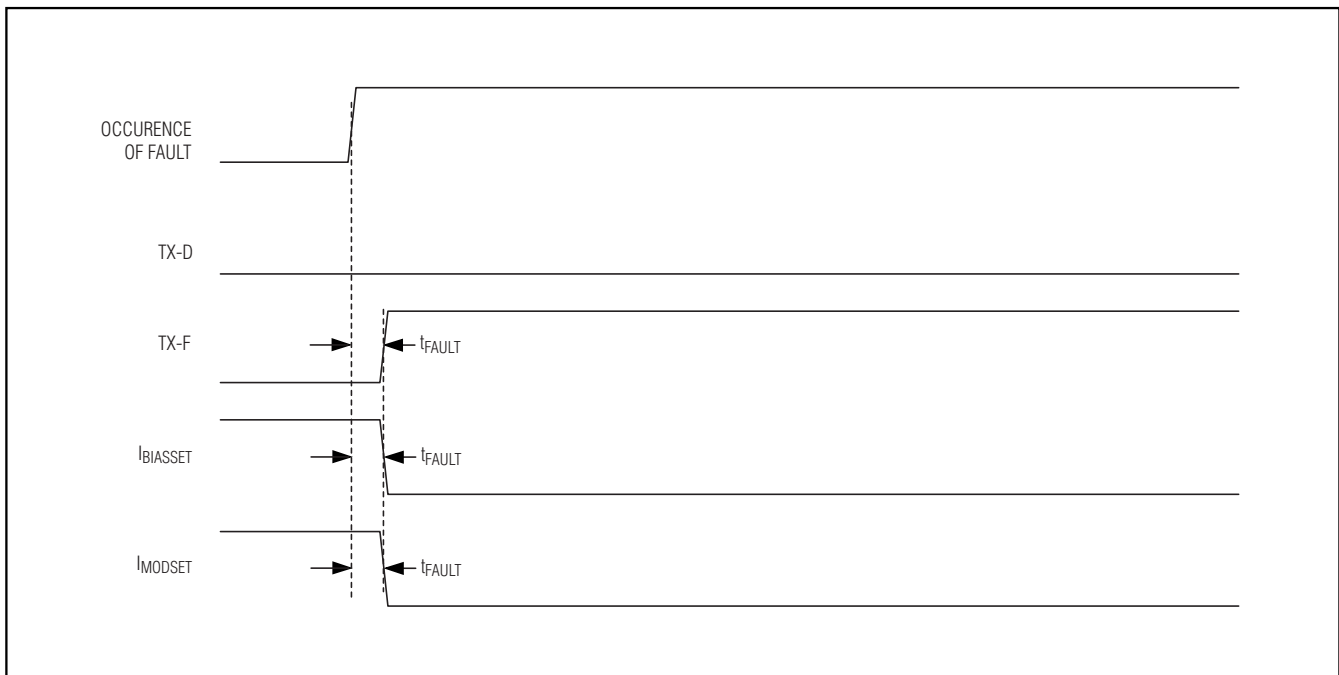 OCCURENCE
OF FAULT
TX-D
TX-F
tFAULT
IBIASSET
tFAULT
IMODSET
tFAULT